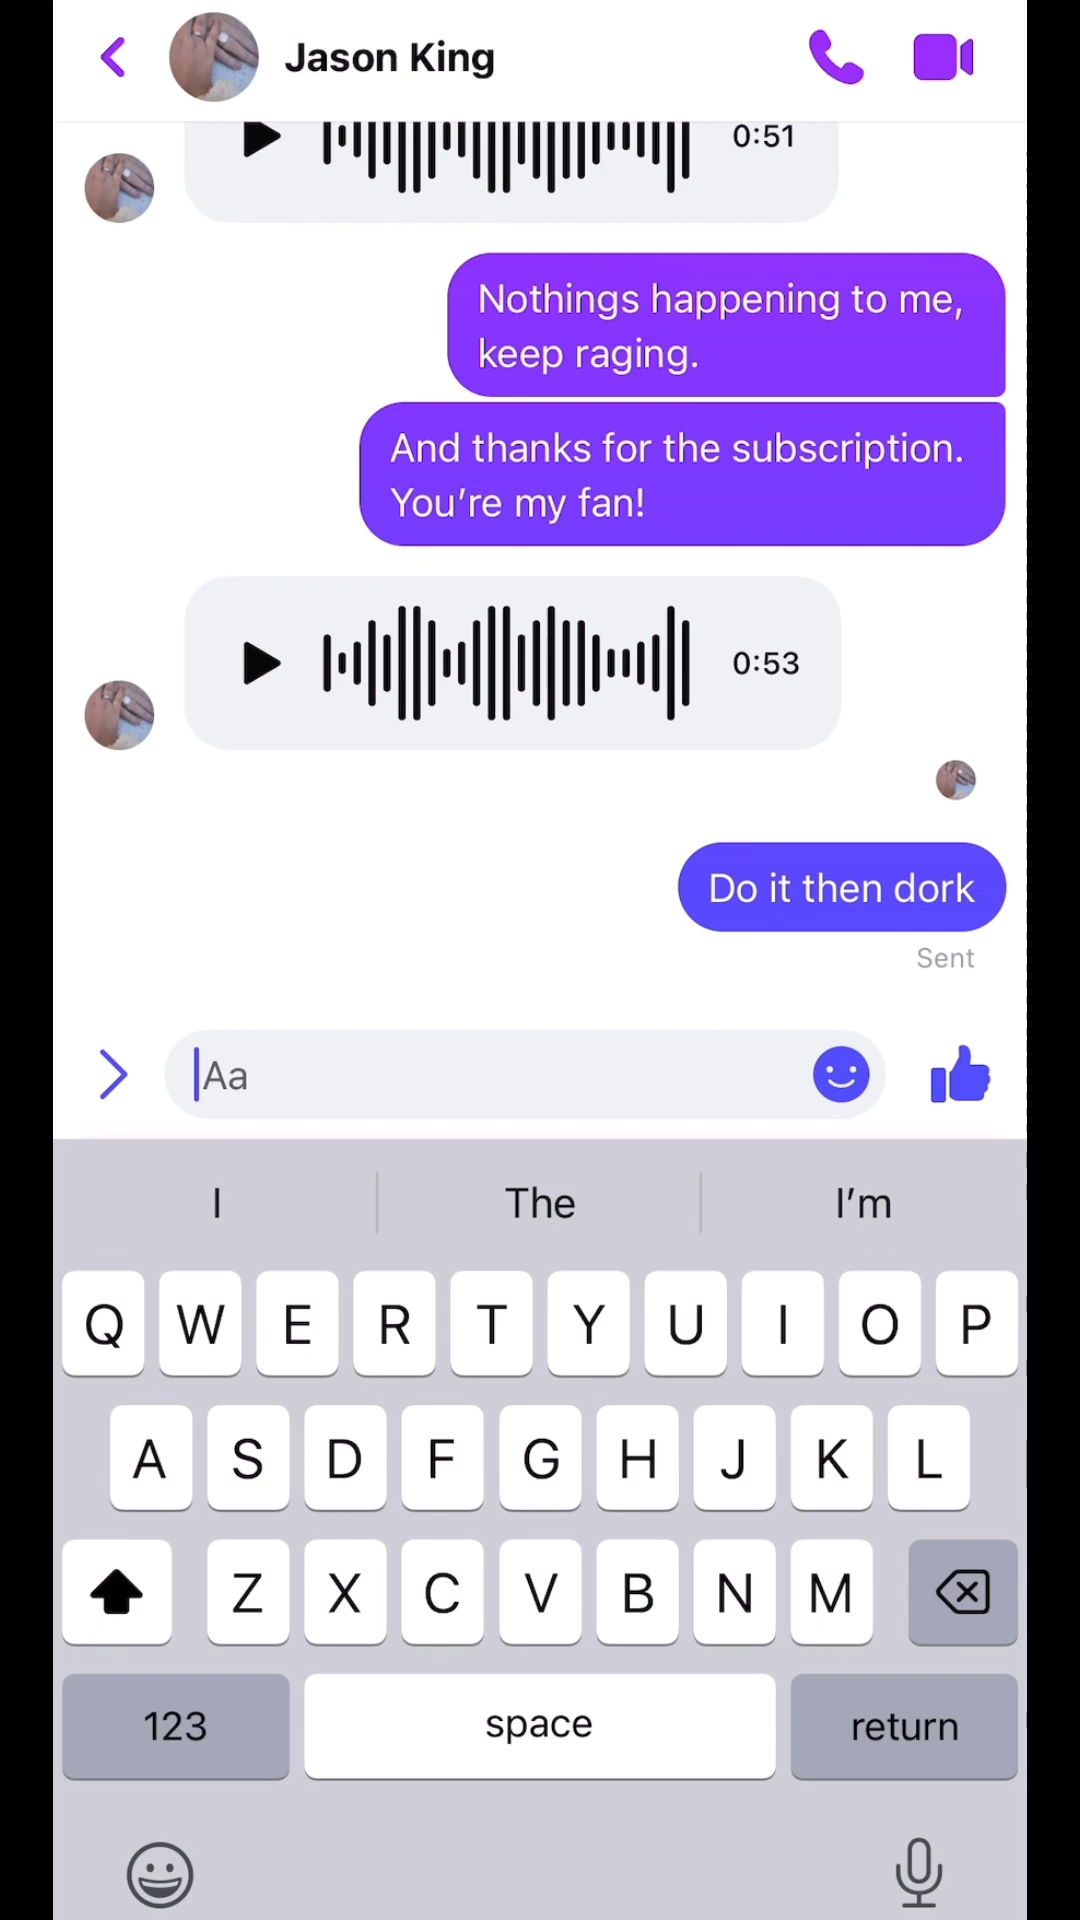 Jason King
0:51
Nothings happening to me,
keep raging.
And thanks for the subscription.
You’re my fan!
0:53
Do it then dork
Sent
Aa
I The I’m
Q W E R T Y U I O P
A S D F G H J K L
Z X C V B N M
123 space return